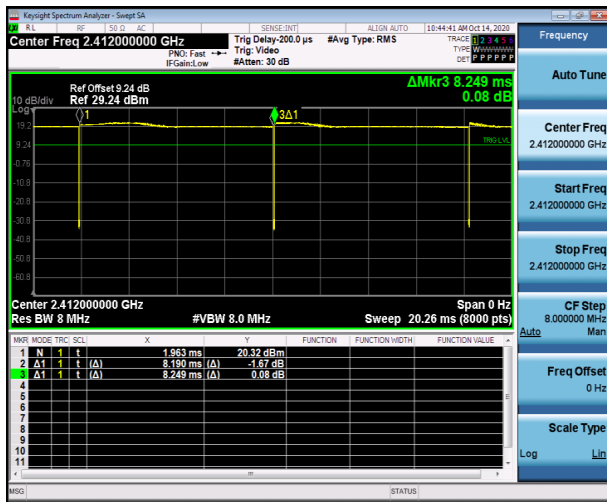 Keysight Spectrum Analyzer - Swept SA
RL RF 50 Ω AC SENSE:INT ALIGN AUTO 10:44:41 AM Oct 14, 2020
Center Freq 2.412000000 GHz
PNO: Fast
IFGain:Low
Trig Delay-200.0 µs
Trig: Video
#Atten: 30 dB
#Avg Type: RMS
TRACE 1 2 3 4 5 6
TYPE WWWWWW
DET P P P P P P
Frequency
Auto Tune
Center Freq
2.412000000 GHz
Start Freq
2.412000000 GHz
Stop Freq
2.412000000 GHz
CF Step
8.000000 MHz
Auto Man
Freq Offset
0 Hz
Scale Type
Log Lin
ΔMkr3 8.249 ms
0.08 dB
Ref Offset 9.24 dB
10 dB/div Ref 29.24 dBm
Log
1
3Δ1
19.2
9.24
TRIG LVL
-0.76
-10.8
-20.8
-30.8
-40.8
-50.8
-60.8
Center 2.412000000 GHz Span 0 Hz
Res BW 8 MHz #VBW 8.0 MHz Sweep 20.26 ms (8000 pts)
MKR MODE TRC SCL X Y FUNCTION FUNCTION WIDTH FUNCTION VALUE
1 N 1 t 1.963 ms 20.32 dBm
2 Δ1 1 t (Δ) 8.190 ms (Δ) -1.67 dB
3 Δ1 1 t (Δ) 8.249 ms (Δ) 0.08 dB
4
5
6
7
8
9
10
11
MSG STATUS